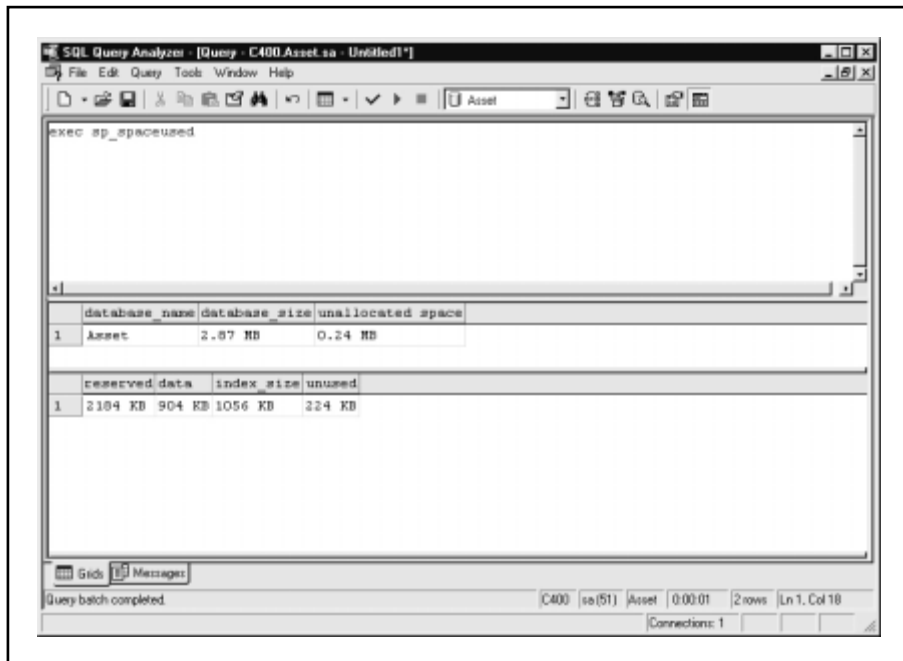 SQL Query Analyzer - [Query - C400.Asset.sa - Untitled1*]
File Edit Query Tools Window Help
Asset
exec sp_spaceused
database_name database_size unallocated space
1 Asset 2.87 MB 0.24 MB
reserved data index_size unused
1 2184 KB 904 KB 1056 KB 224 KB
Grids Messages
Query batch completed. C400 sa (51) Asset 0:00:01 2 rows Ln 1, Col 18
Connections: 1